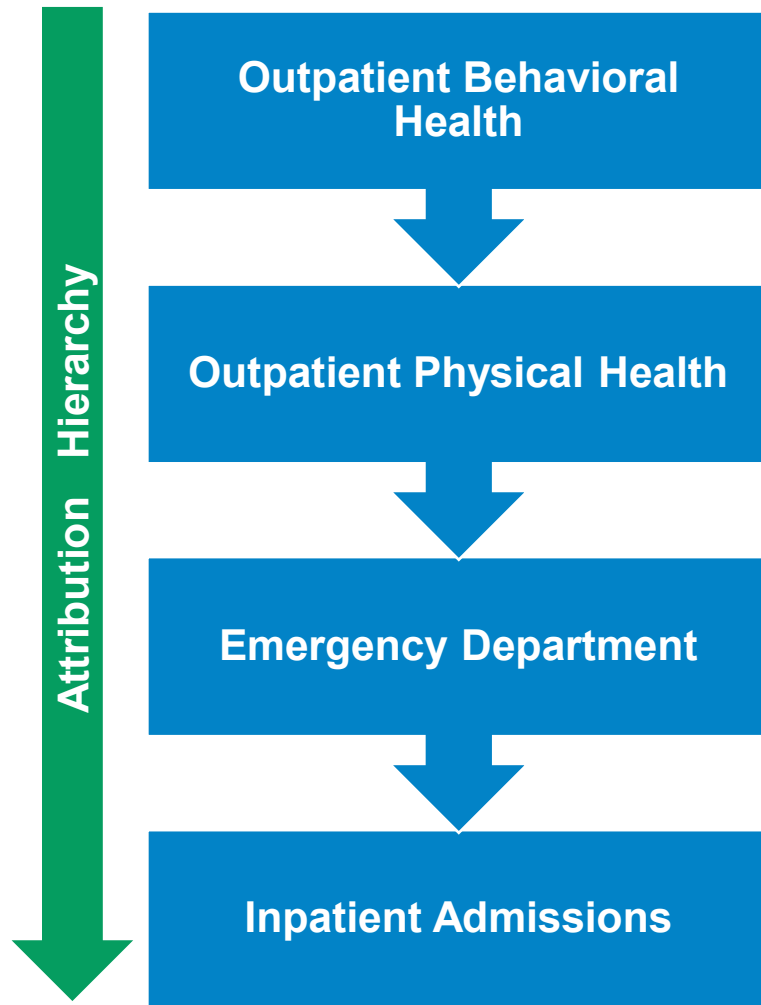 Attribution Hierarchy
Outpatient Behavioral
Health
Outpatient Physical Health
Emergency Department
Inpatient Admissions